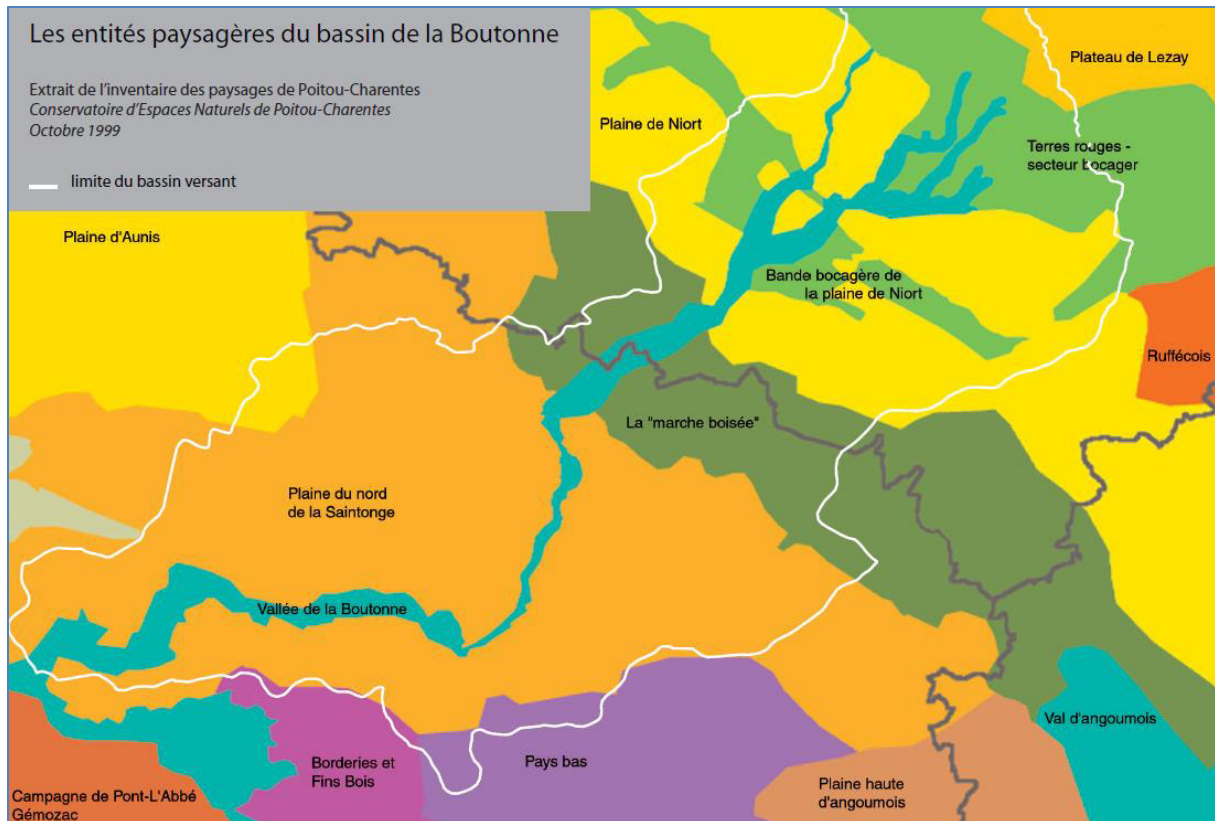 Les entités paysagères du bassin de la Boutonne
Extrait de l'inventaire des paysages de Poitou-Charentes
Conservatoire d'Espaces Naturels de Poitou-Charentes
Octobre 1999
limite du bassin versant
Plateau de Lezay
Plaine de Niort
Terres rouges -
secteur bocager
Plaine d'Aunis
Bande bocagère de
la plaine de Niort
Ruffécois
La "marche boisée"
Plaine du nord
de la Saintonge
Vallée de la Boutonne
Val d'angoumois
Borderies et
Fins Bois
Pays bas
Plaine haute
d'angoumois
Campagne de Pont-L'Abbé
Gémozac